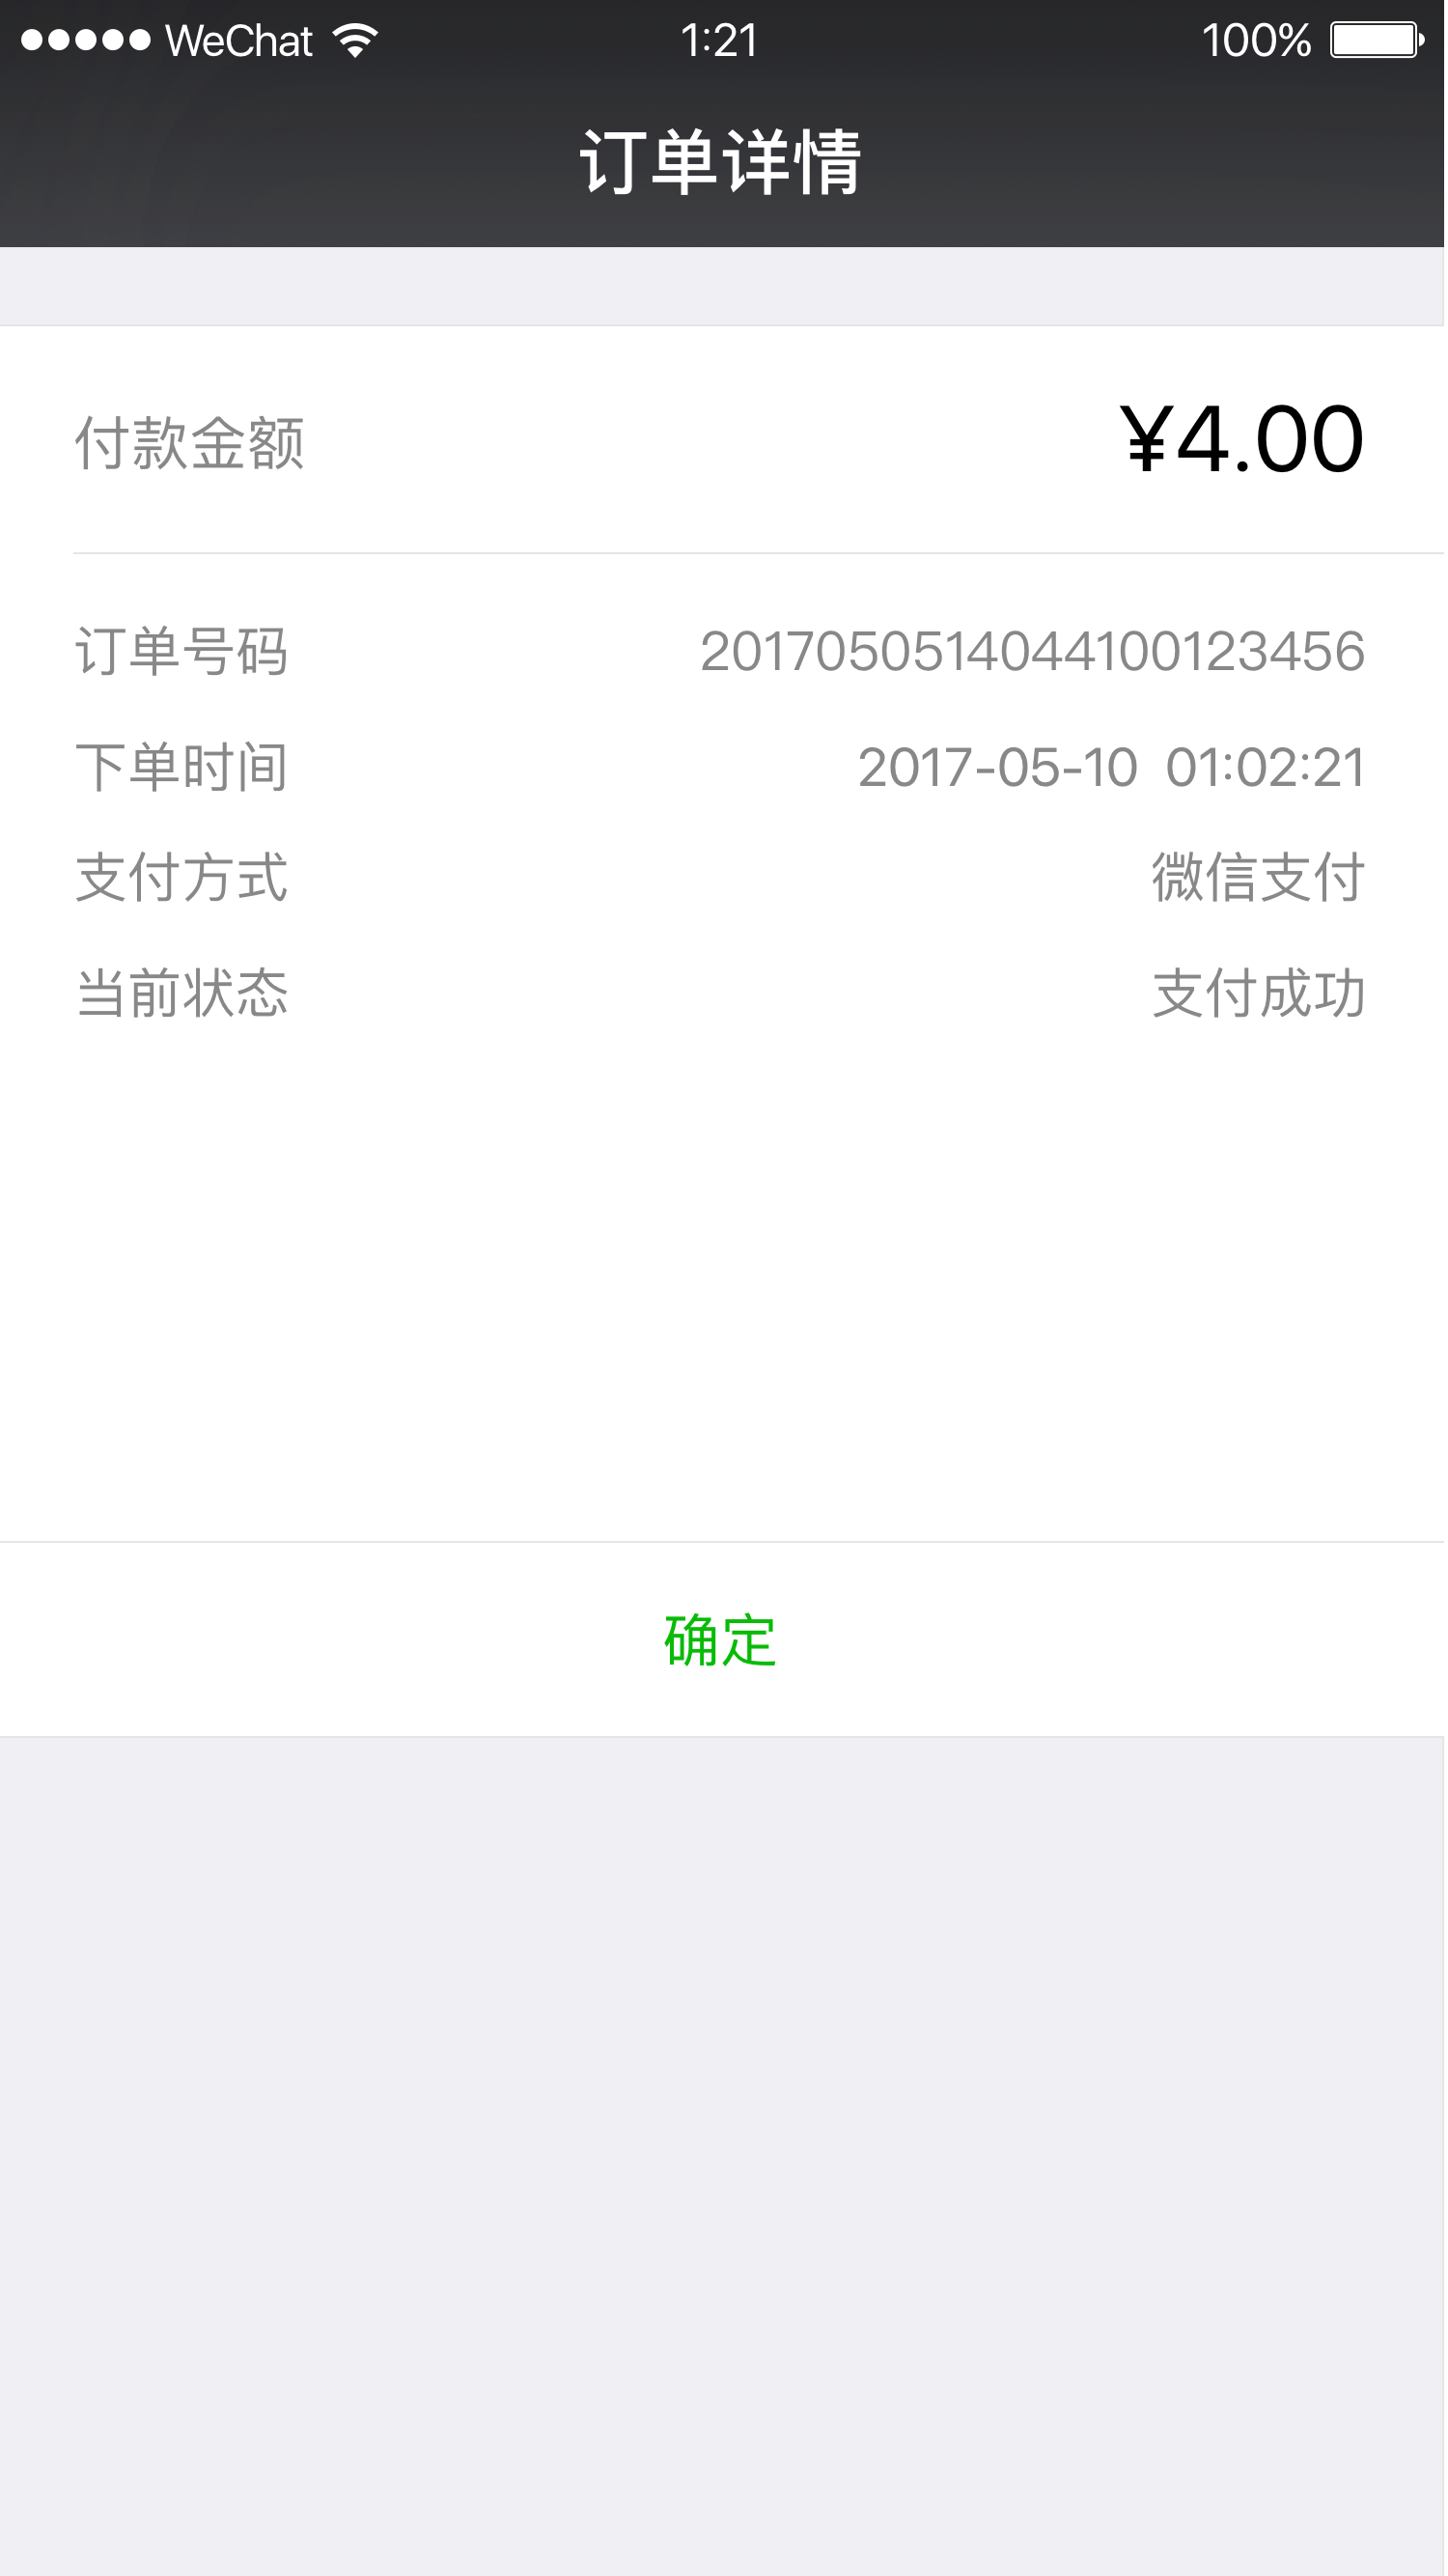 WeChat 1:21 100%
订单详情
付款金额 ¥4.00
订单号码 2017050514044100123456
下单时间 2017-05-10 01:02:21
支付方式 微信支付
当前状态 支付成功
确定